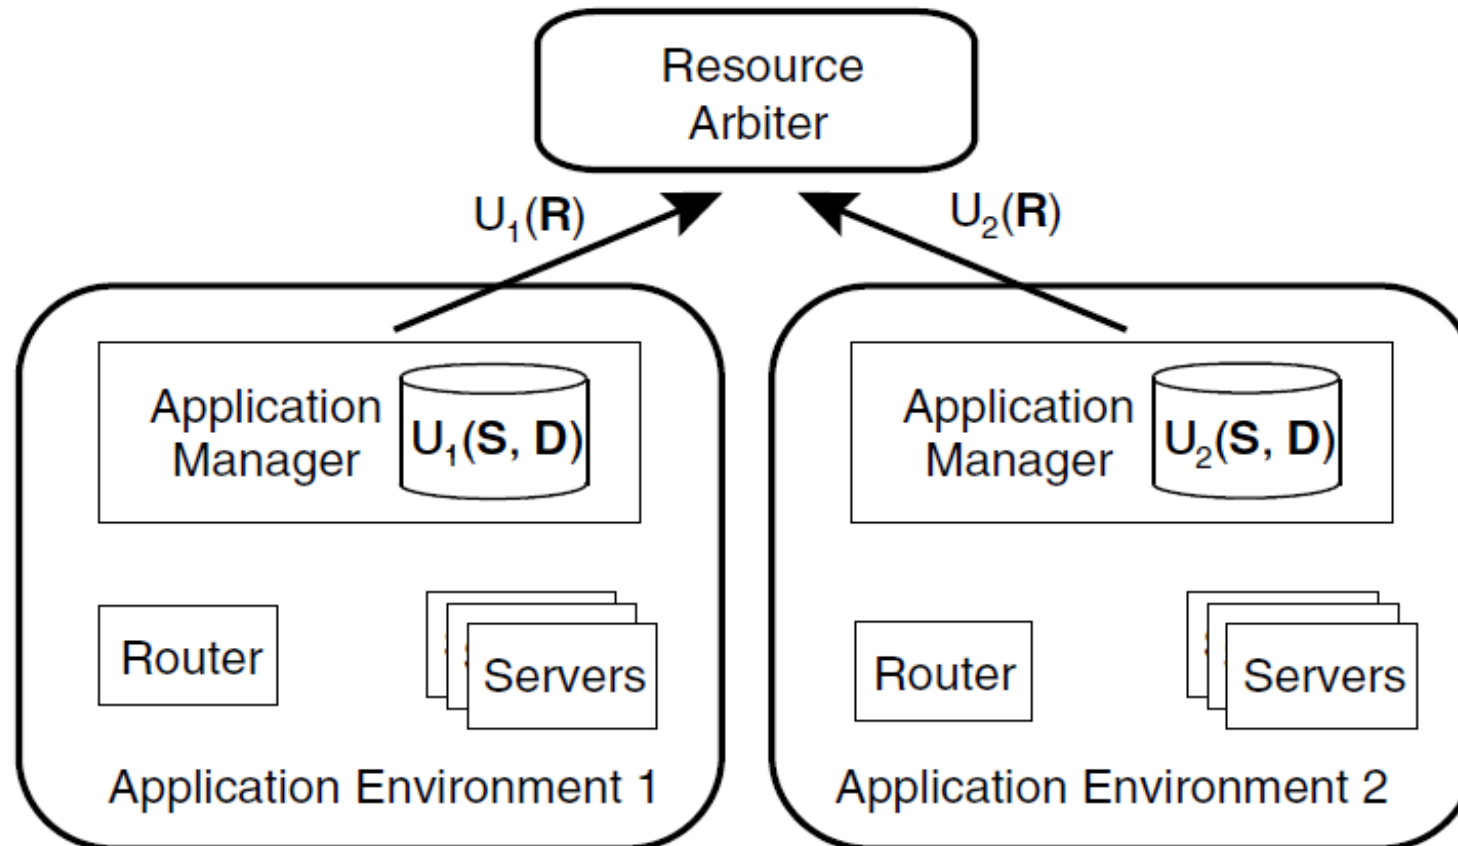 Resource
Arbiter
U₁(R)
U₂(R)
Application
Manager
U₁(S, D)
Application
Manager
U₂(S, D)
Router
Servers
Router
Servers
Application Environment 1
Application Environment 2